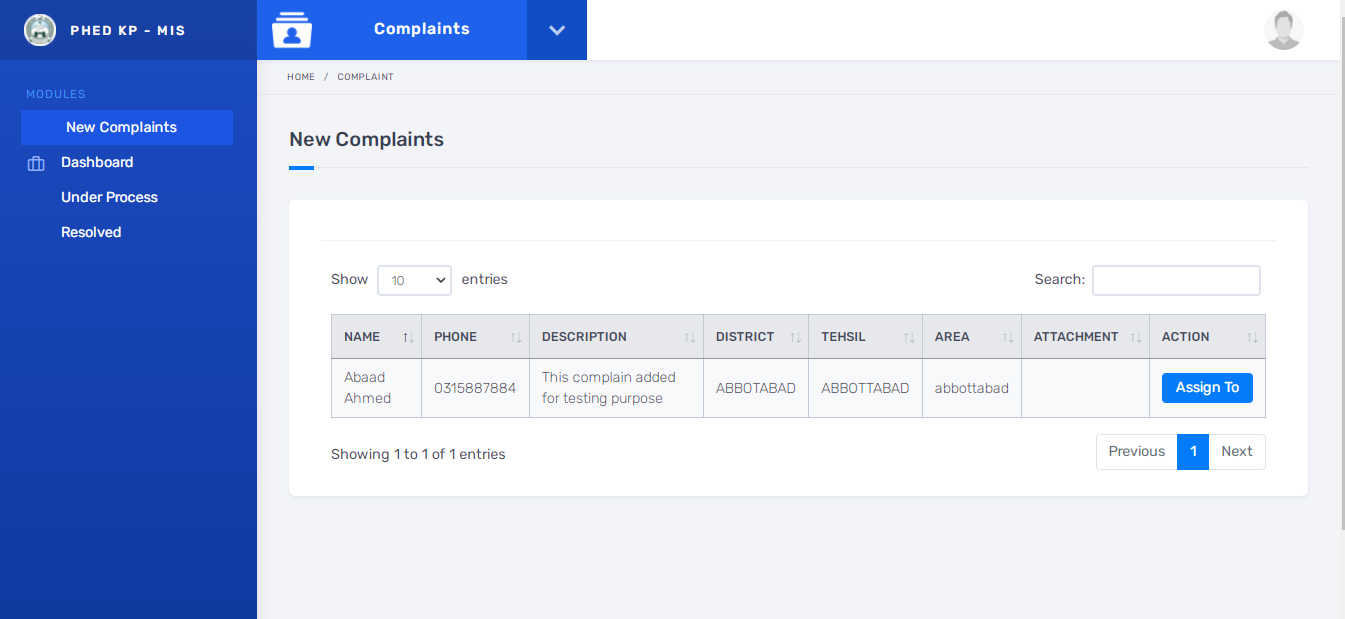 PHED KP - MIS
Complaints
HOME / COMPLAINT
MODULES
New Complaints
Dashboard
Under Process
Resolved
New Complaints
Show 10 entries
Search:
NAME PHONE DESCRIPTION DISTRICT TEHSIL AREA ATTACHMENT ACTION
Abaad Ahmed 0315887884 This complain added for testing purpose ABBOTABAD ABBOTTABAD abbottabad Assign To
Showing 1 to 1 of 1 entries
Previous 1 Next